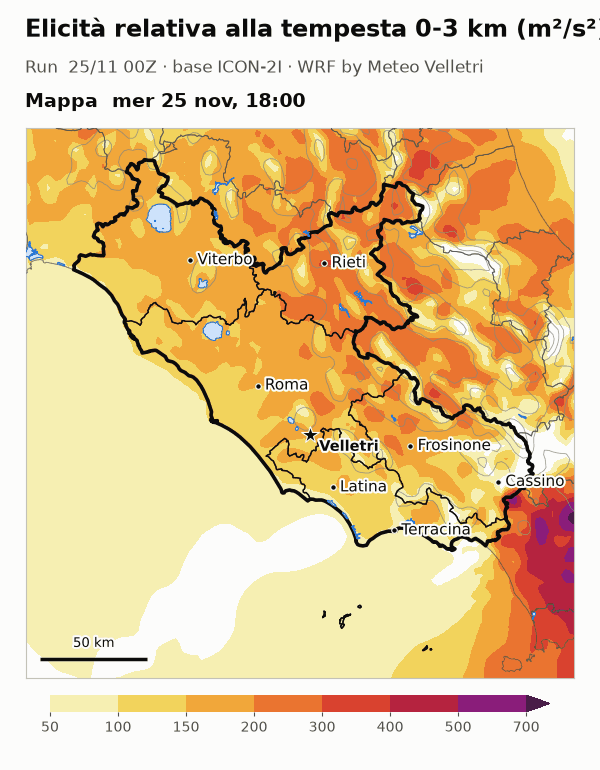 Elicità relativa alla tempesta 0-3 km (m²/s²)
Run 25/11 00Z · base ICON-2I · WRF by Meteo Velletri
Mappa mer 25 nov, 18:00
Viterbo
Rieti
Roma
Velletri
Frosinone
Latina
Cassino
Terracina
50 km
50 100 150 200 300 400 500 700